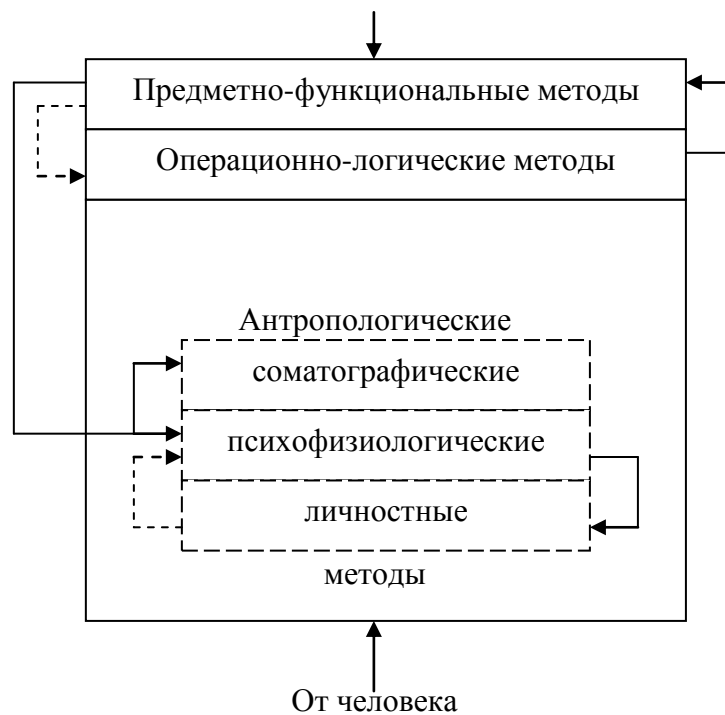 Предметно-функциональные методы
Операционно-логические методы
Антропологические
соматографические
психофизиологические
личностные
методы
От человека